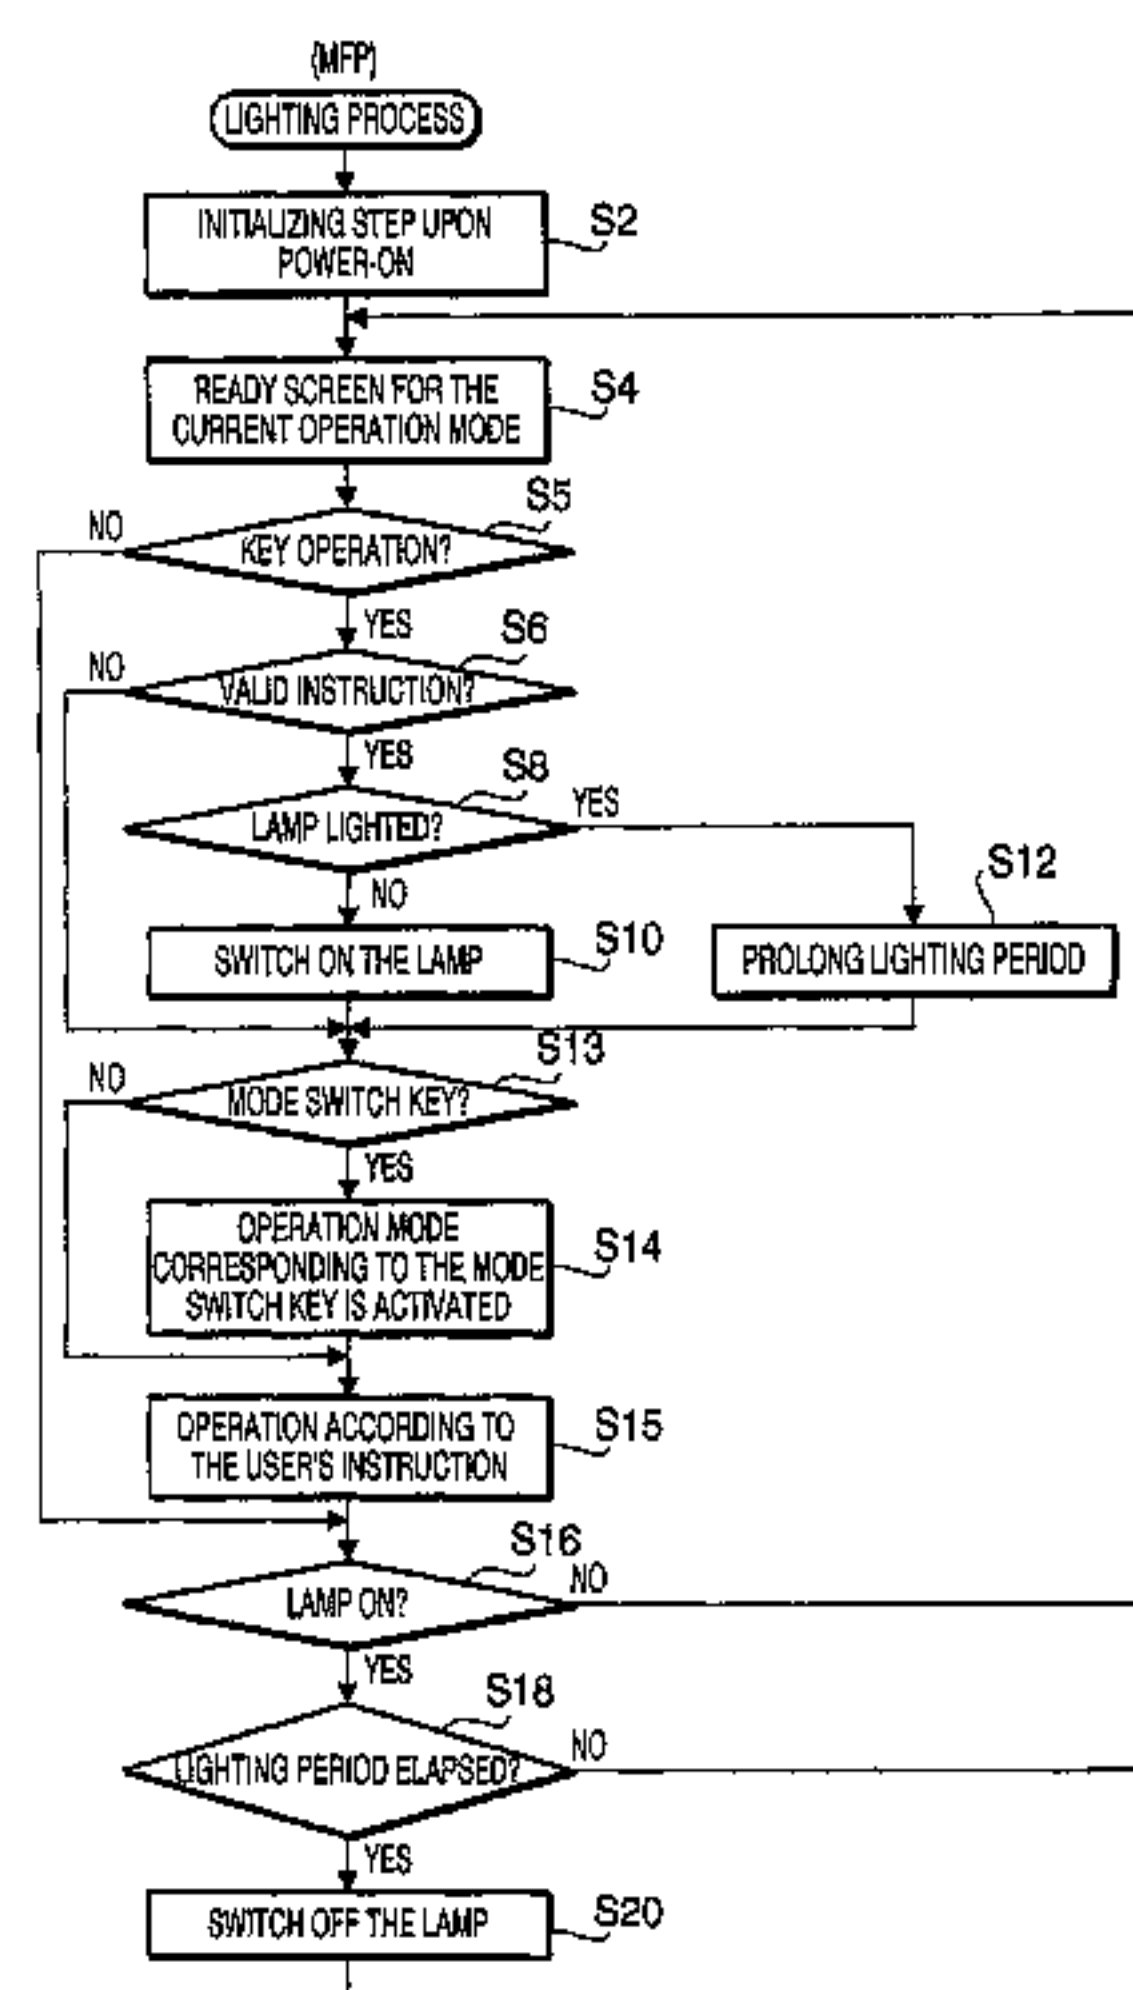 (MFP)
LIGHTING PROCESS
INITIALIZING STEP UPON
POWER-ON
S2
READY SCREEN FOR THE
CURRENT OPERATION MODE
S4
S5
NO
KEY OPERATION?
YES
S6
NO
VALID INSTRUCTION?
YES
S8
YES
LAMP LIGHTED?
NO
S12
SWITCH ON THE LAMP
S10
PROLONG LIGHTING PERIOD
S13
NO
MODE SWITCH KEY?
YES
OPERATION MODE
CORRESPONDING TO THE MODE
SWITCH KEY IS ACTIVATED
S14
OPERATION ACCORDING TO
THE USER'S INSTRUCTION
S15
S16
NO
LAMP ON?
YES
S18
NO
LIGHTING PERIOD ELAPSED?
YES
SWITCH OFF THE LAMP
S20